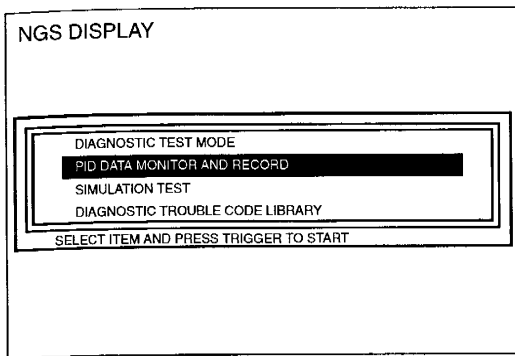 NGS DISPLAY
DIAGNOSTIC TEST MODE
PID DATA MONITOR AND RECORD
SIMULATION TEST
DIAGNOSTIC TROUBLE CODE LIBRARY
SELECT ITEM AND PRESS TRIGGER TO START